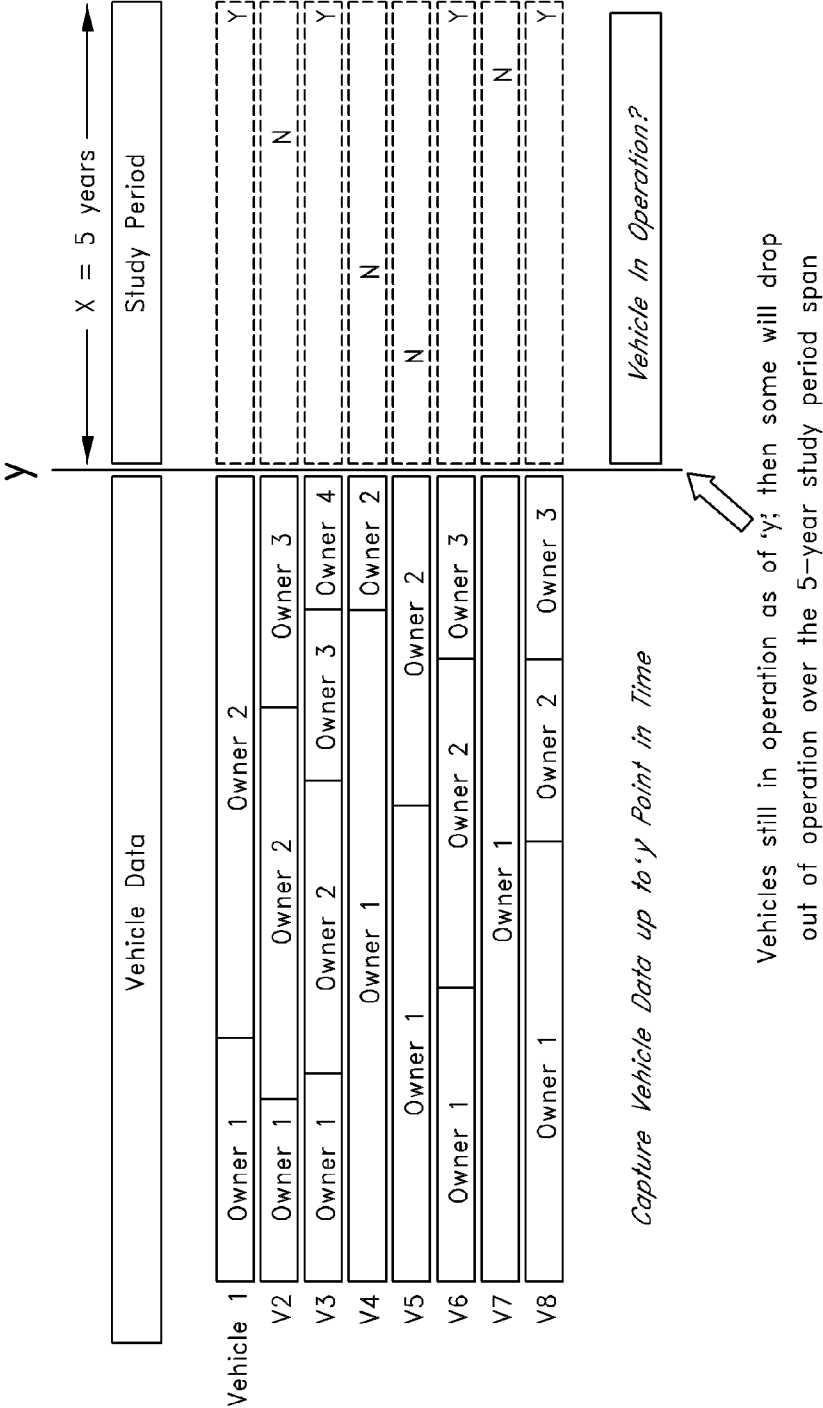 y
X = 5 years
Vehicle Data
Study Period
Vehicle 1 Owner 1 Owner 2 Y
V2 Owner 1 Owner 2 Owner 3 N
V3 Owner 1 Owner 2 Owner 3 Owner 4 Y
V4 Owner 1 Owner 2 N
V5 Owner 1 Owner 2 N
V6 Owner 1 Owner 2 Owner 3 Y
V7 Owner 1 N
V8 Owner 1 Owner 2 Owner 3 Y
Capture Vehicle Data up to 'y Point in Time
Vehicle In Operation?
Vehicles still in operation as of 'y', then some will drop
out of operation over the 5-year study period span